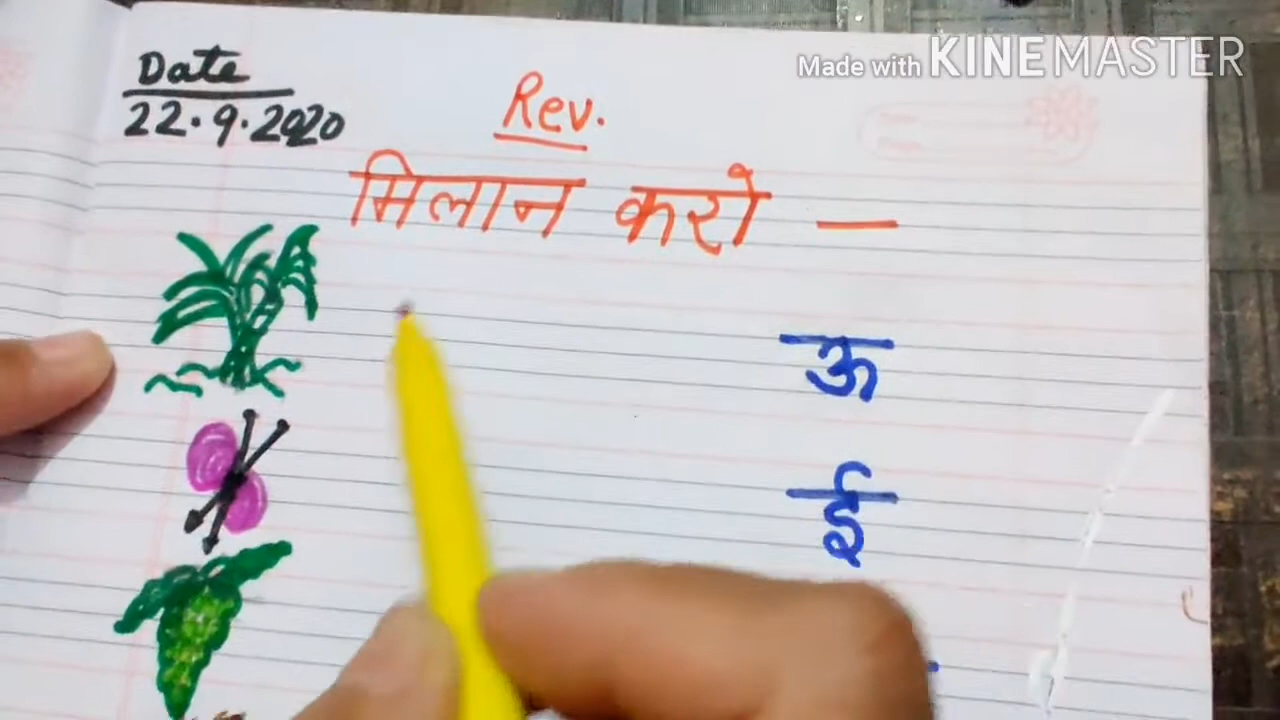 Made with KINEMASTER
Date
22.9.2020
Rev.
मिलान करो —
ऊ
ई